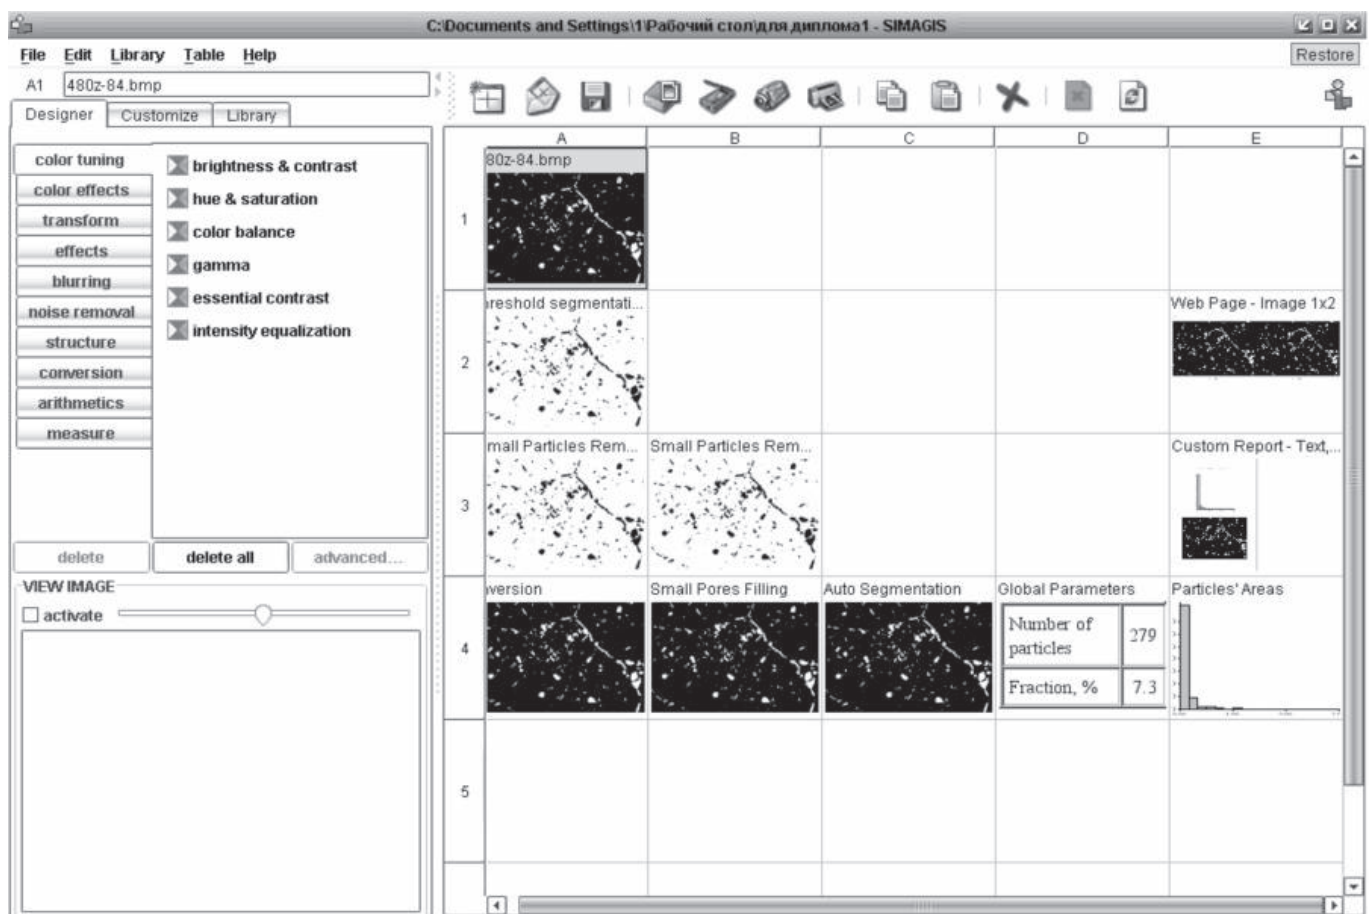 C:\Documents and Settings\1\Рабочий стол\для диплома1 - SIMAGIS
File Edit Library Table Help
Restore
A1 480z-84.bmp
Designer Customize Library
color tuning
color effects
transform
effects
blurring
noise removal
structure
conversion
arithmetics
measure
brightness & contrast
hue & saturation
color balance
gamma
essential contrast
intensity equalization
delete delete all advanced...
VIEW IMAGE
activate
A B C D E
1
80z-84.bmp
2
reshold segmentati...
Web Page - Image 1x2
3
mall Particles Rem...
Small Particles Rem...
Custom Report - Text,...
4
version
Small Pores Filling
Auto Segmentation
Global Parameters
Number of particles 279
Fraction, % 7.3
Particles' Areas
5